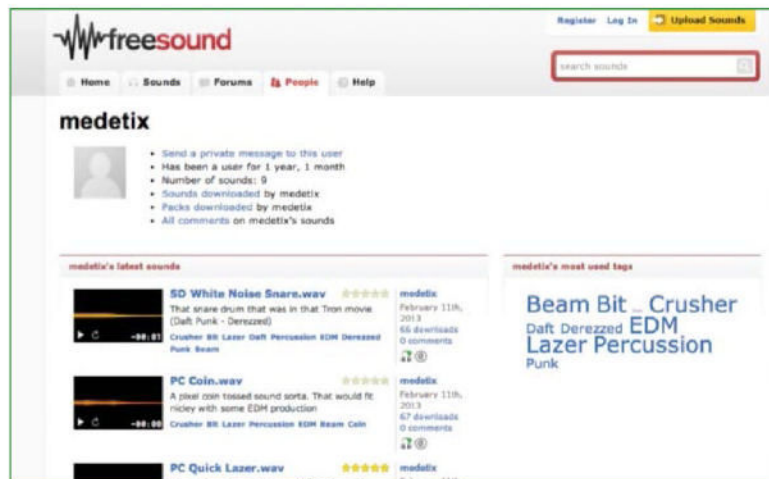 Register Log In Upload Sounds
freesound
search sounds
Home Sounds Forums People Help
medetix
Send a private message to this user
Has been a user for 1 year, 1 month
Number of sounds: 9
Sounds downloaded by medetix
Packs downloaded by medetix
All comments on medetix's sounds
medetix's latest sounds
SD White Noise Snare.wav
That snare drum that was in that Tron movie
(Daft Punk - Derezzed)
Crusher Bit Lazer Daft Percussion EDM Derezzed
Punk Beam
-00:01
medetix
February 11th,
2013
66 downloads
0 comments
PC Coin.wav
A pixel coin tossed sound sorta. That would fit
nicley with some EDM production
Crusher Bit Lazer Percussion EDM Beam Coin
-00:00
medetix
February 11th,
2013
67 downloads
0 comments
PC Quick Lazer.wav
medetix
medetix's most used tags
Beam Bit Crusher
Daft Derezzed EDM
Lazer Percussion
Punk